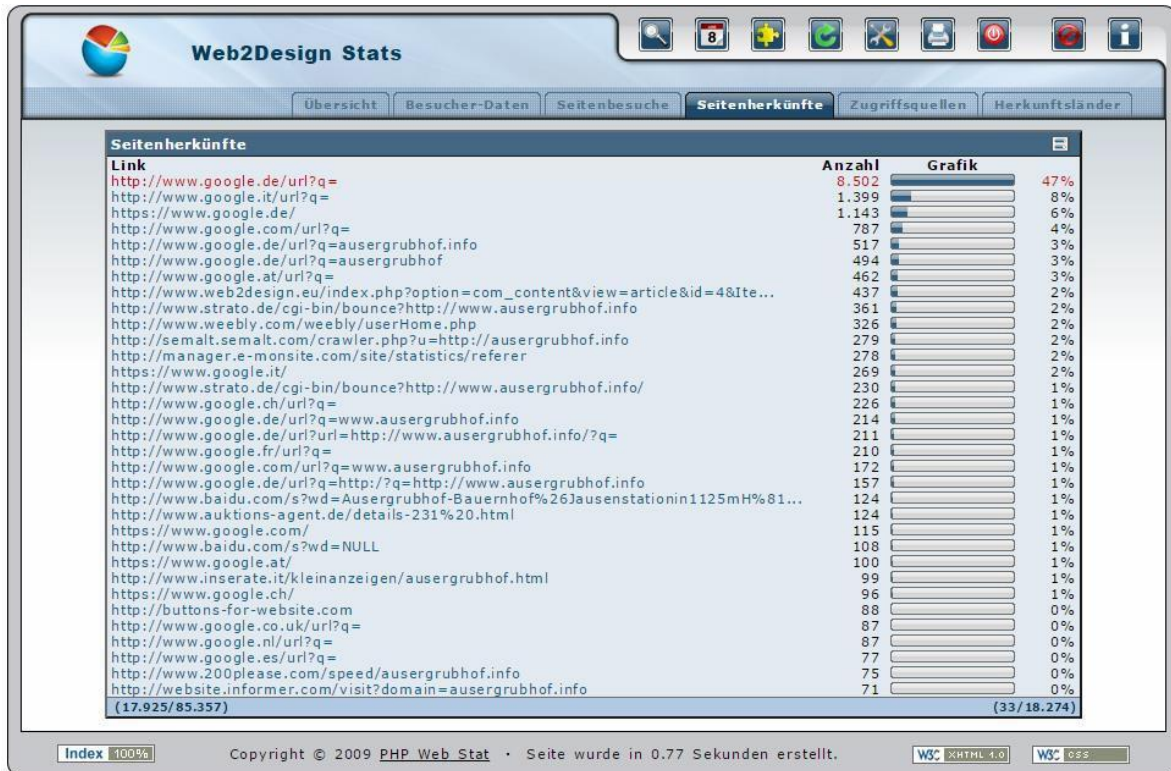 Web2Design Stats
8
Übersicht Besucher-Daten Seitenbesuche Seitenherkünfte Zugriffsquellen Herkunftsländer
Seitenherkünfte
Link Anzahl Grafik
http://www.google.de/url?q= 8.502 47%
http://www.google.it/url?q= 1.399 8%
https://www.google.de/ 1.143 6%
http://www.google.com/url?q= 787 4%
http://www.google.de/url?q=ausergrubhof.info 517 3%
http://www.google.de/url?q=ausergrubhof 494 3%
http://www.google.at/url?q= 462 3%
http://www.web2design.eu/index.php?option=com_content&view=article&id=4&Ite... 437 2%
http://www.strato.de/cgi-bin/bounce?http://www.ausergrubhof.info 361 2%
http://www.weebly.com/weebly/userHome.php 326 2%
http://semalt.semalt.com/crawler.php?u=http://ausergrubhof.info 279 2%
http://manager.e-monsite.com/site/statistics/referer 278 2%
https://www.google.it/ 269 2%
http://www.strato.de/cgi-bin/bounce?http://www.ausergrubhof.info/ 230 1%
http://www.google.ch/url?q= 226 1%
http://www.google.de/url?q=www.ausergrubhof.info 214 1%
http://www.google.de/url?url=http://www.ausergrubhof.info/?q= 211 1%
http://www.google.fr/url?q= 210 1%
http://www.google.com/url?q=www.ausergrubhof.info 172 1%
http://www.google.de/url?q=http:/?q=http://www.ausergrubhof.info 157 1%
http://www.baidu.com/s?wd=Ausergrubhof-Bauernhof%26Jausenstationin1125mH%81... 124 1%
http://www.auktions-agent.de/details-231%20.html 124 1%
https://www.google.com/ 115 1%
http://www.baidu.com/s?wd=NULL 108 1%
https://www.google.at/ 100 1%
http://www.inserate.it/kleinanzeigen/ausergrubhof.html 99 1%
https://www.google.ch/ 96 1%
http://buttons-for-website.com 88 0%
http://www.google.co.uk/url?q= 87 0%
http://www.google.nl/url?q= 87 0%
http://www.google.es/url?q= 77 0%
http://www.200please.com/speed/ausergrubhof.info 75 0%
http://website.informer.com/visit?domain=ausergrubhof.info 71 0%
(17.925/85.357) (33/18.274)
Index 100% Copyright © 2009 PHP Web Stat · Seite wurde in 0.77 Sekunden erstellt. W3C XHTML 1.0 W3C CSS